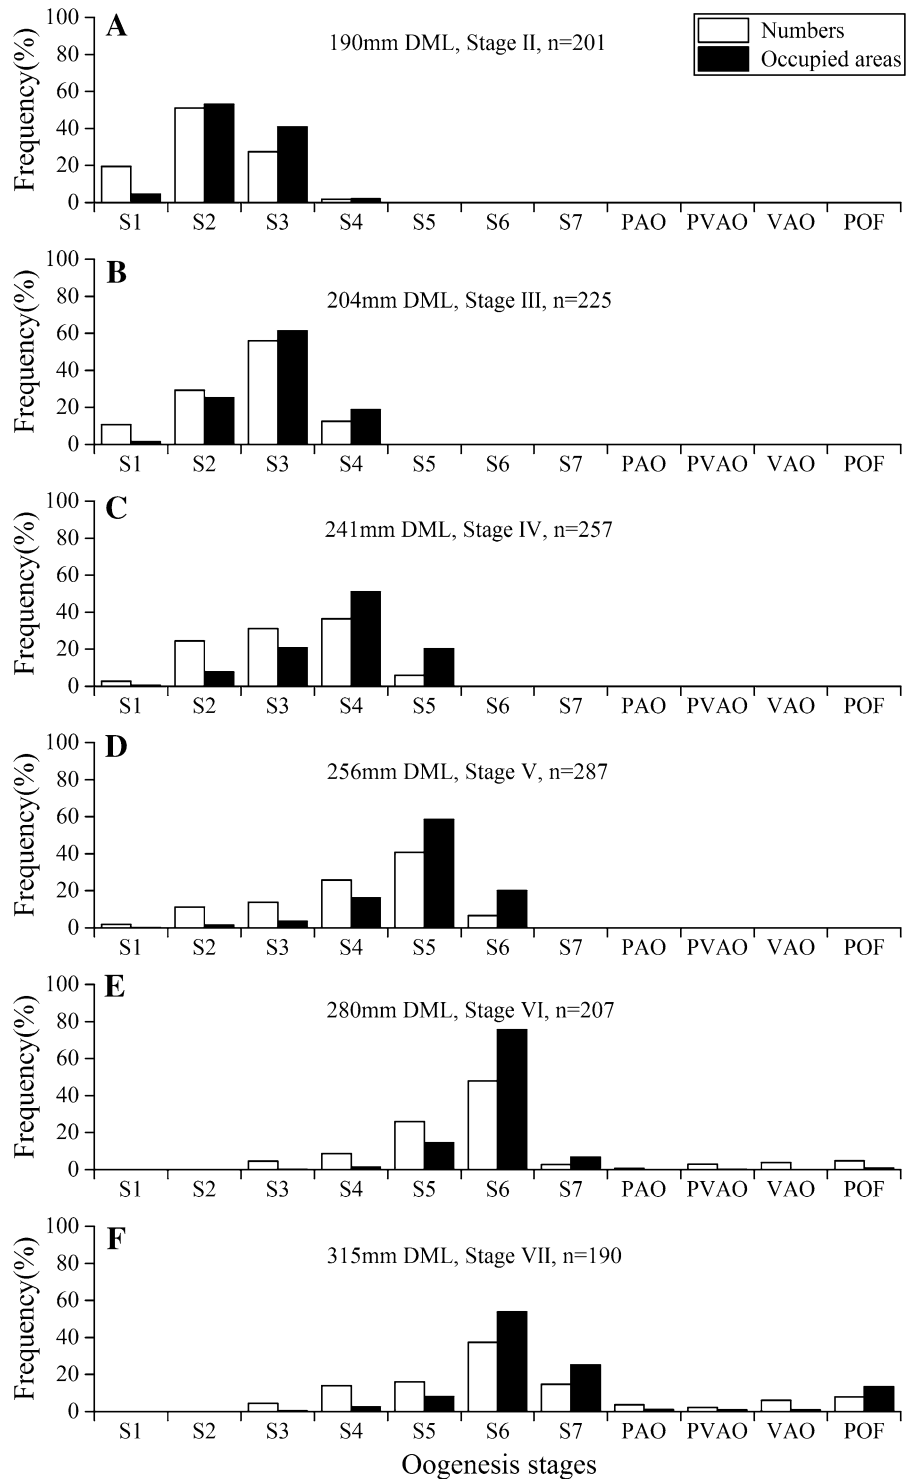 A
190mm DML, Stage II, n=201
Numbers
Occupied areas
Frequency(%)
100
80
60
40
20
0
S1 S2 S3 S4 S5 S6 S7 PAO PVAO VAO POF
B
204mm DML, Stage III, n=225
Frequency(%)
100
80
60
40
20
0
S1 S2 S3 S4 S5 S6 S7 PAO PVAO VAO POF
C
241mm DML, Stage IV, n=257
Frequency(%)
100
80
60
40
20
0
S1 S2 S3 S4 S5 S6 S7 PAO PVAO VAO POF
D
256mm DML, Stage V, n=287
Frequency(%)
100
80
60
40
20
0
S1 S2 S3 S4 S5 S6 S7 PAO PVAO VAO POF
E
280mm DML, Stage VI, n=207
Frequency(%)
100
80
60
40
20
0
S1 S2 S3 S4 S5 S6 S7 PAO PVAO VAO POF
F
315mm DML, Stage VII, n=190
Frequency(%)
100
80
60
40
20
0
S1 S2 S3 S4 S5 S6 S7 PAO PVAO VAO POF
Oogenesis stages